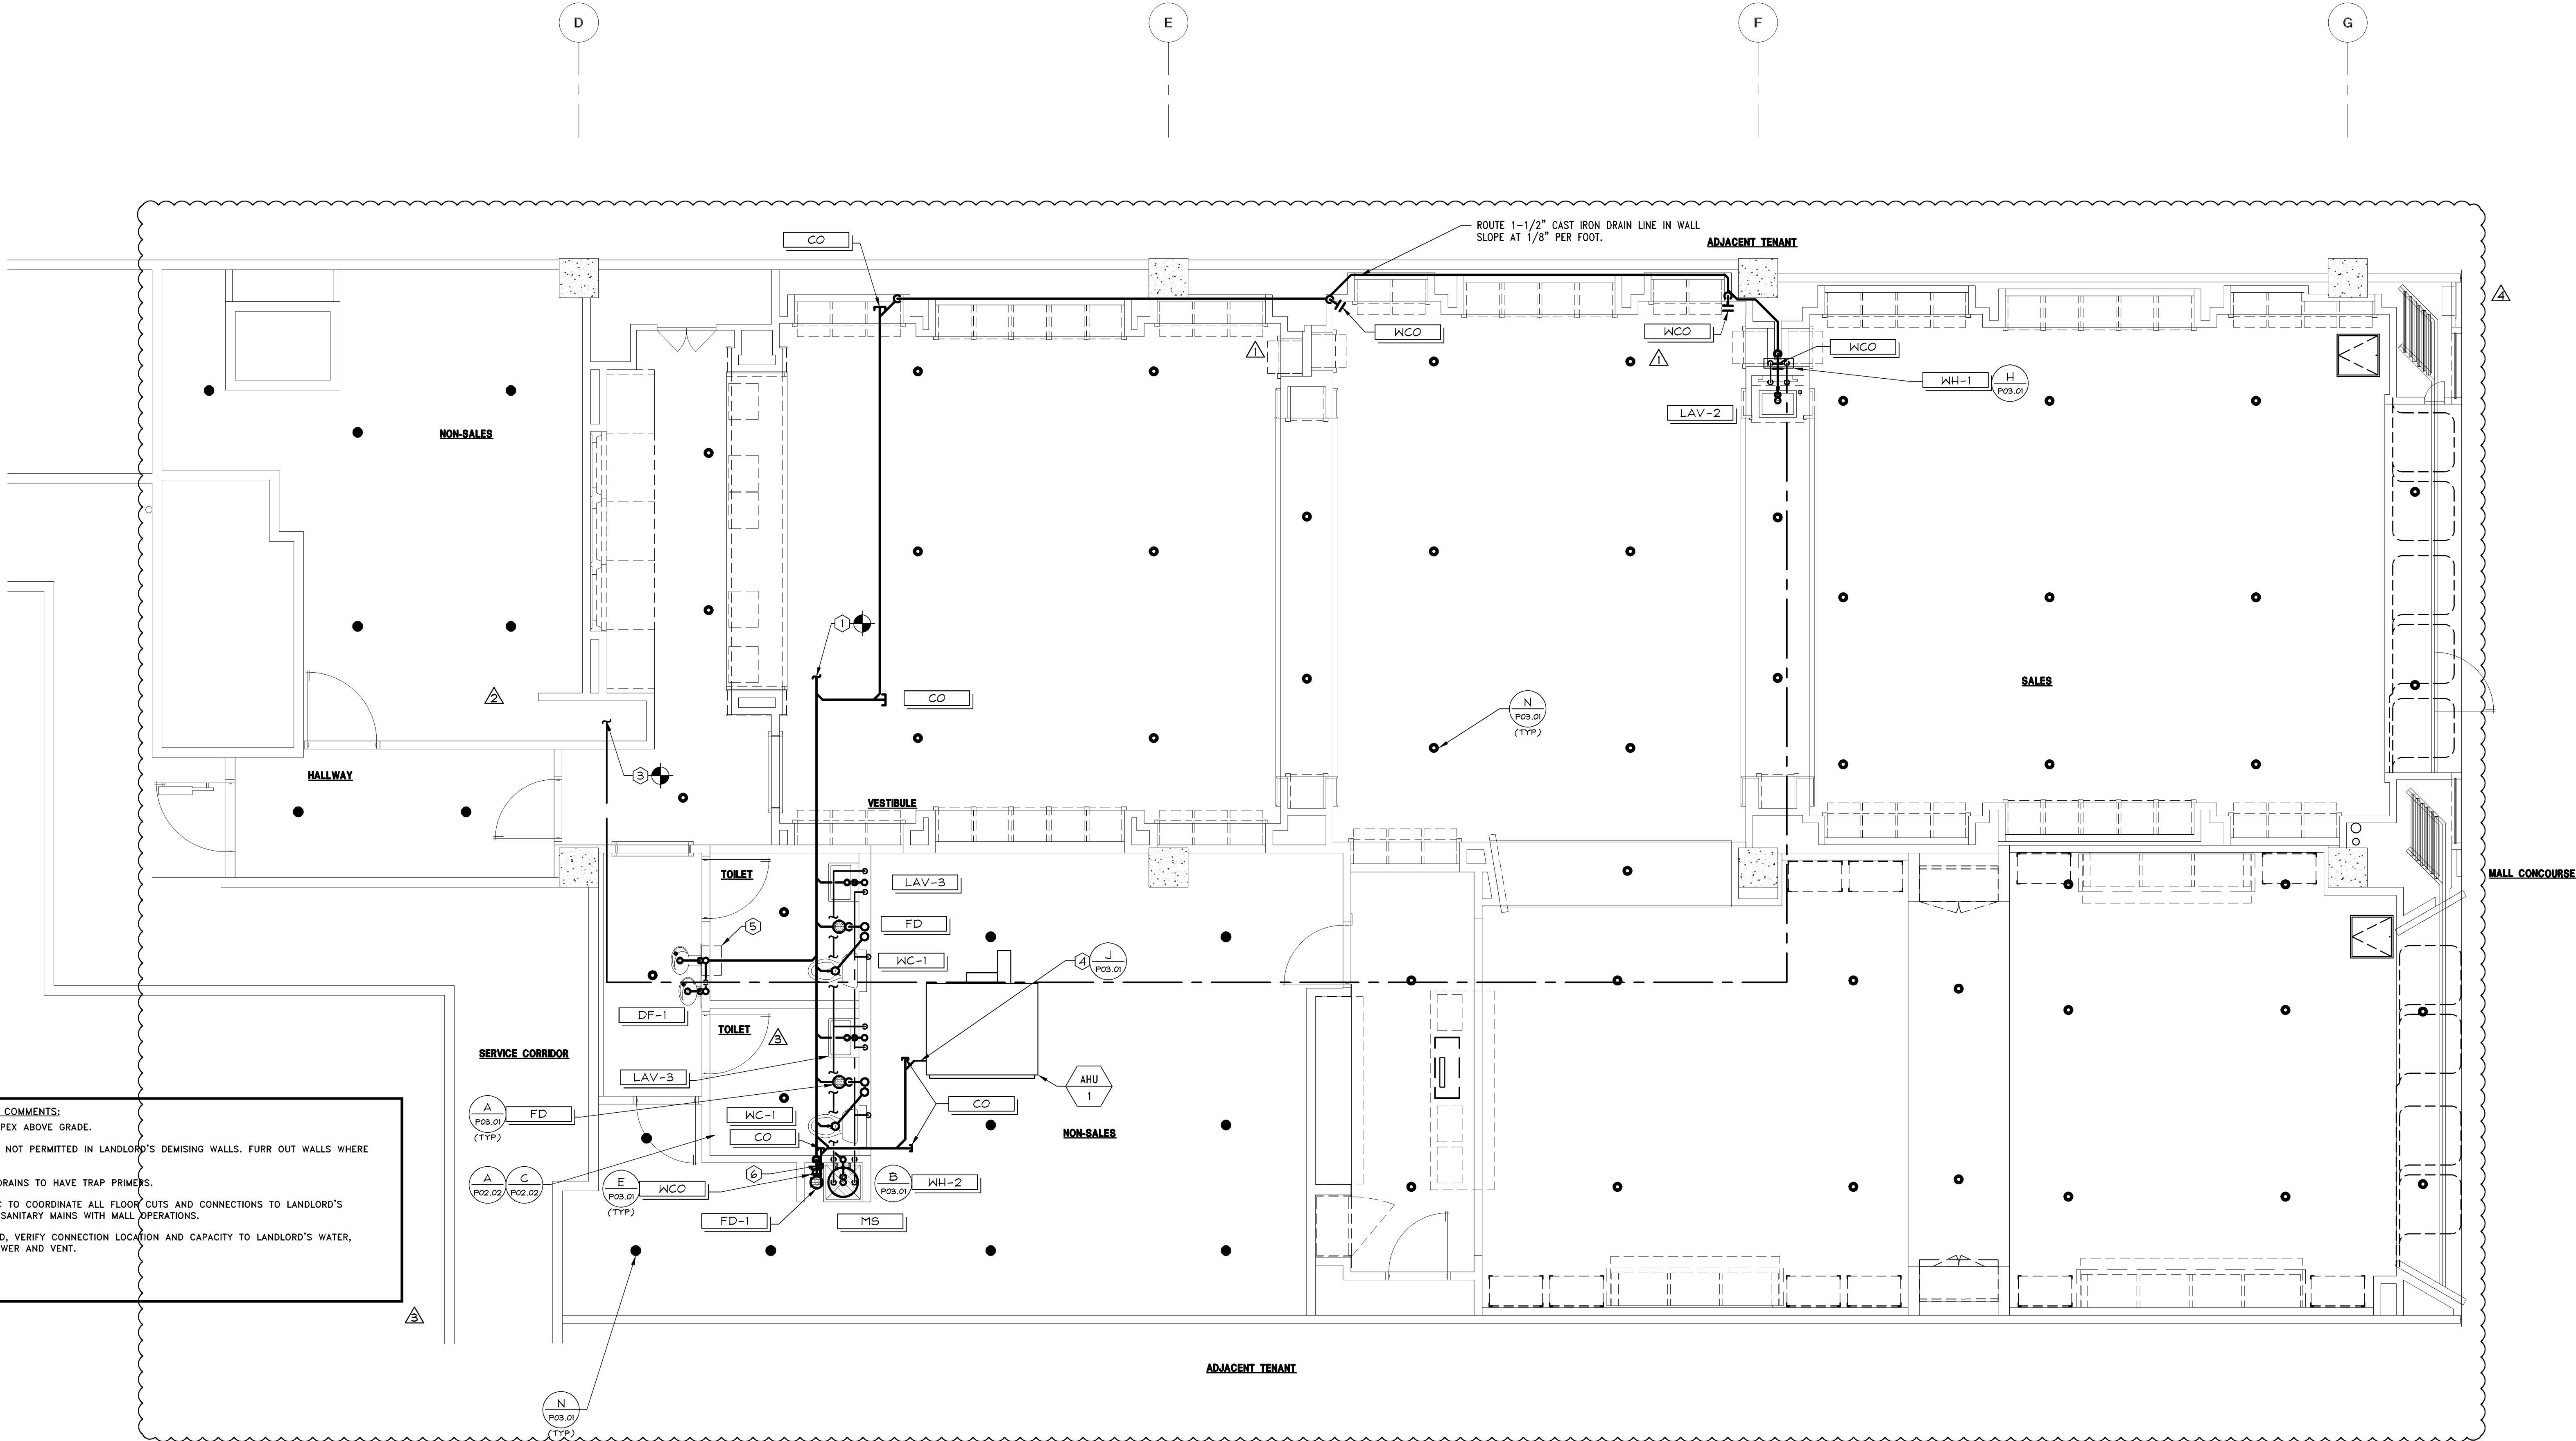 D
E
F
G
ROUTE 1-1/2" CAST IRON DRAIN LINE IN WALL
SLOPE AT 1/8" PER FOOT.
ADJACENT TENANT
CO
4
WCO
WCO
WCO
1
1
WH-1
H
P03.01
LAV-2
NON-SALES
1
2
CO
SALES
N
P03.01
(TYP)
3
HALLWAY
VESTIBULE
TOILET
LAV-3
MALL CONCOURSE
FD
5
WC-1
4
J
P03.01
DF-1
TOILET
3
SERVICE CORRIDOR
LAV-3
AHU
1
CO
A
P03.01
(TYP)
FD
WC-1
CO
NON-SALES
COMMENTS:
PEX ABOVE GRADE.
NOT PERMITTED IN LANDLORD'S DEMISING WALLS. FURR OUT WALLS WHERE
DRAINS TO HAVE TRAP PRIMERS.
TO COORDINATE ALL FLOOR CUTS AND CONNECTIONS TO LANDLORD'S
SANITARY MAINS WITH MALL OPERATIONS.
VERIFY CONNECTION LOCATION AND CAPACITY TO LANDLORD'S WATER,
AND VENT.
3
A
P02.02
C
P02.02
6
E
P03.01
(TYP)
WCO
B
P03.01
WH-2
FD-1
MS
ADJACENT TENANT
N
P03.01
(TYP)